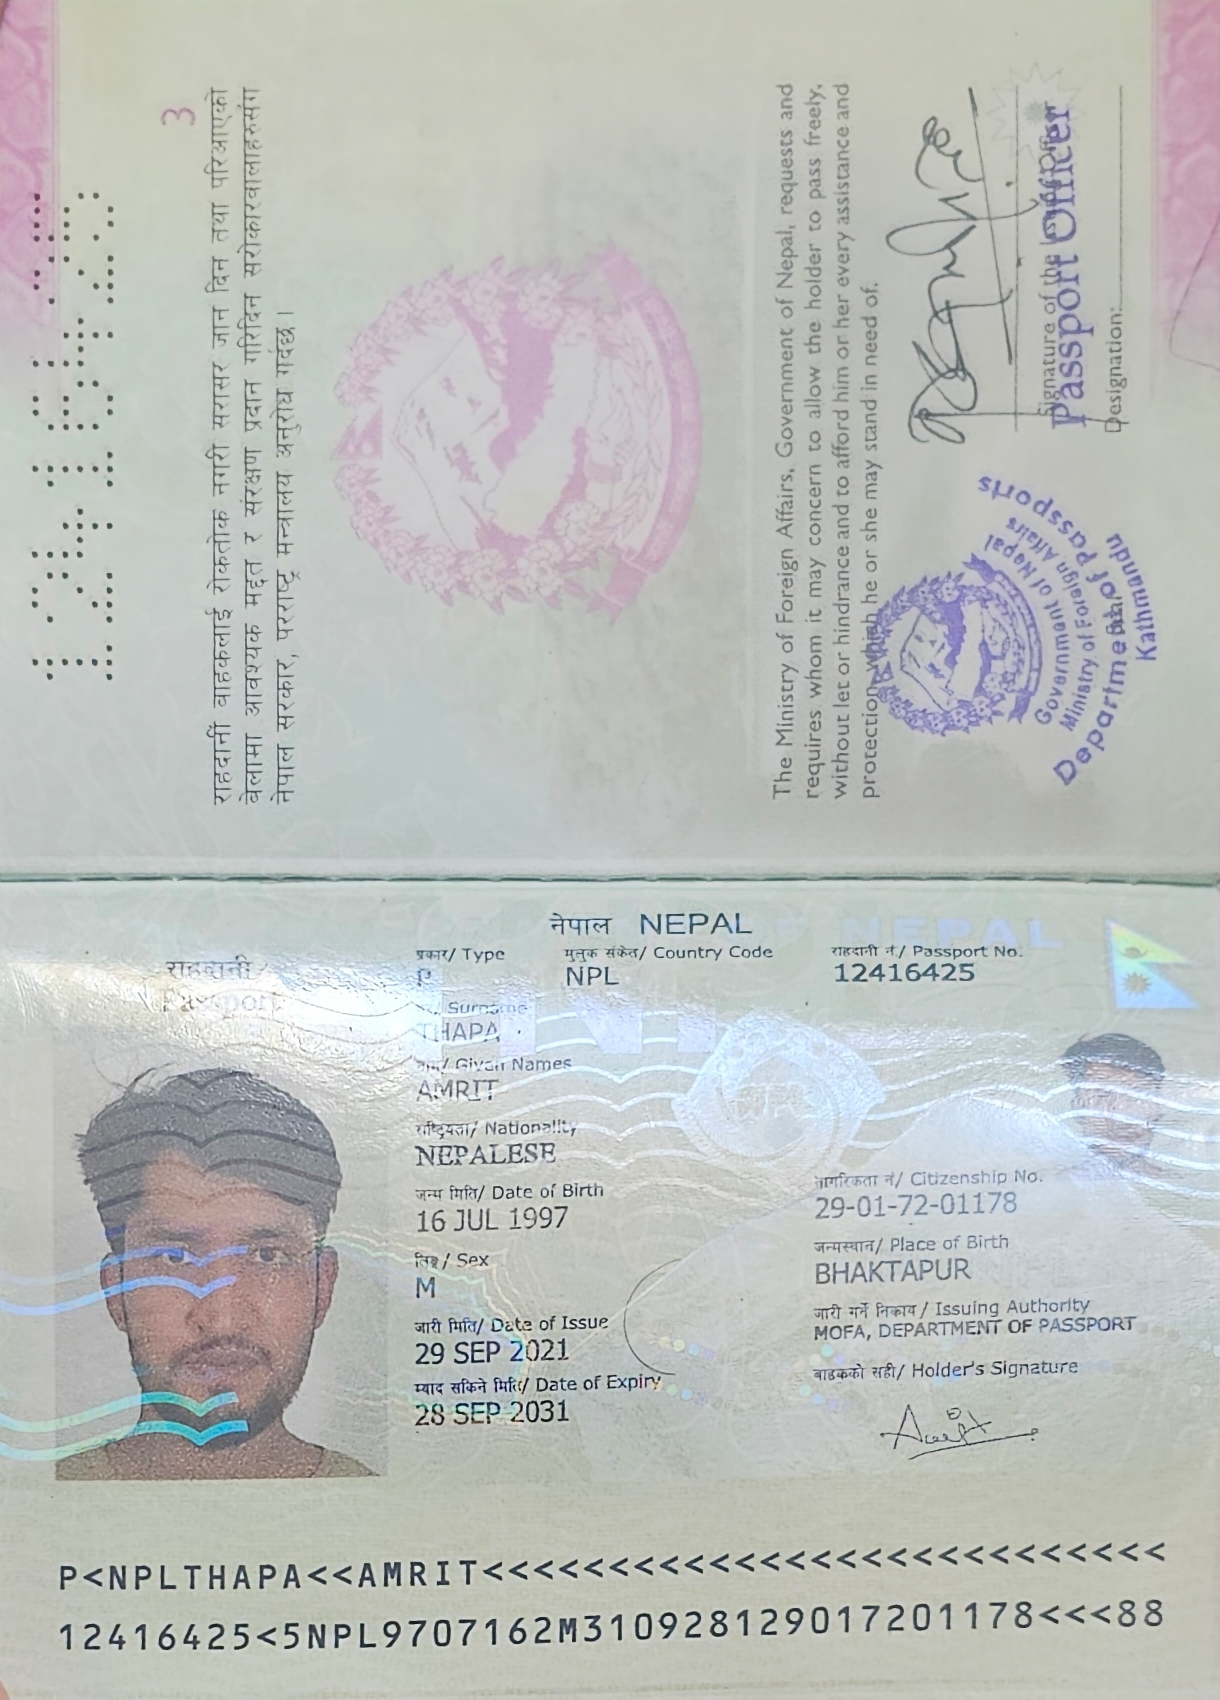 3
राहदानी वाहकलाई रोकतोक नगरी सरासर जान दिन तथा परिआएको
बेलामा आवश्यक मद्दत र संरक्षण प्रदान गरिदिन सरोकारवालाहरुसंग
नेपाल सरकार, परराष्ट्र मन्त्रालय अनुरोध गर्दछ।
The Ministry of Foreign Affairs, Government of Nepal, requests and
requires whom it may concern to allow the holder to pass freely,
without let or hindrance and to afford him or her every assistance and
protection, which he or she may stand in need of.
Signature of the
Passport Officer
Designation:
Government of Nepal
Ministry of Foreign Affairs
Department of Passports
Kathmandu
12416425
नेपाल NEPAL
राहदानी/
Passport
प्रकार/ Type
मुलुक संकेत/ Country Code
राहदानी नं/ Passport No.
P
NPL
12416425
Surname
THAPA
Given Names
AMRIT
राष्ट्रियता/ Nationality
NEPALESE
जन्म मिति/ Date of Birth
नागरिकता नं/ Citizenship No.
16 JUL 1997
29-01-72-01178
लिङ्ग/ Sex
जन्मस्थान/ Place of Birth
M
BHAKTAPUR
जारी मिति/ Date of Issue
जारी गर्ने निकाय/ Issuing Authority
29 SEP 2021
MOFA, DEPARTMENT OF PASSPORT
म्याद सकिने मिति/ Date of Expiry
बाहकको सही/ Holder's Signature
28 SEP 2031
Amrit
P<NPLTHAPA<<AMRIT<<<<<<<<<<<<<<<<<<<<<<<<<<<
12416425<5NPL9707162M310928129017201178<<<88